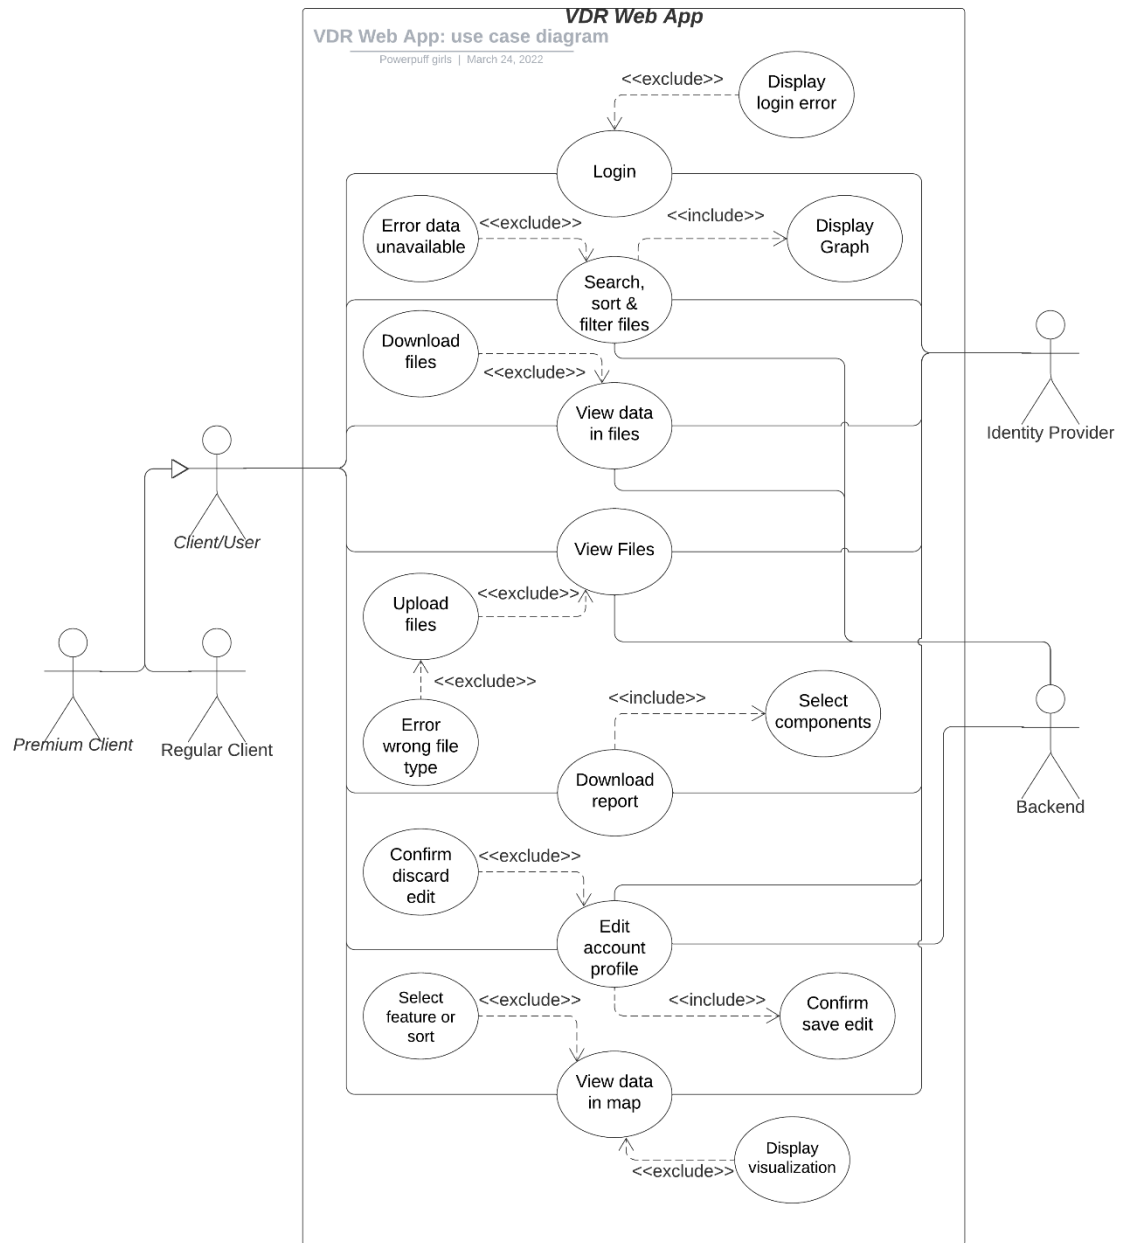 VDR Web App
VDR Web App: use case diagram
Powerpuff girls | March 24, 2022
<<exclude>>
Display
login error
Login
Error data
unavailable
<<exclude>>
<<include>>
Display
Graph
Search,
sort &
filter files
Download
files
<<exclude>>
View data
in files
Identity Provider
Client/User
View Files
Upload
files
<<exclude>>
<<exclude>>
Error
wrong file
type
<<include>>
Select
components
Premium Client
Regular Client
Download
report
Backend
Confirm
discard
edit
<<exclude>>
Edit
account
profile
Select
feature or
sort
<<exclude>>
<<include>>
Confirm
save edit
View data
in map
Display
visualization
<<exclude>>